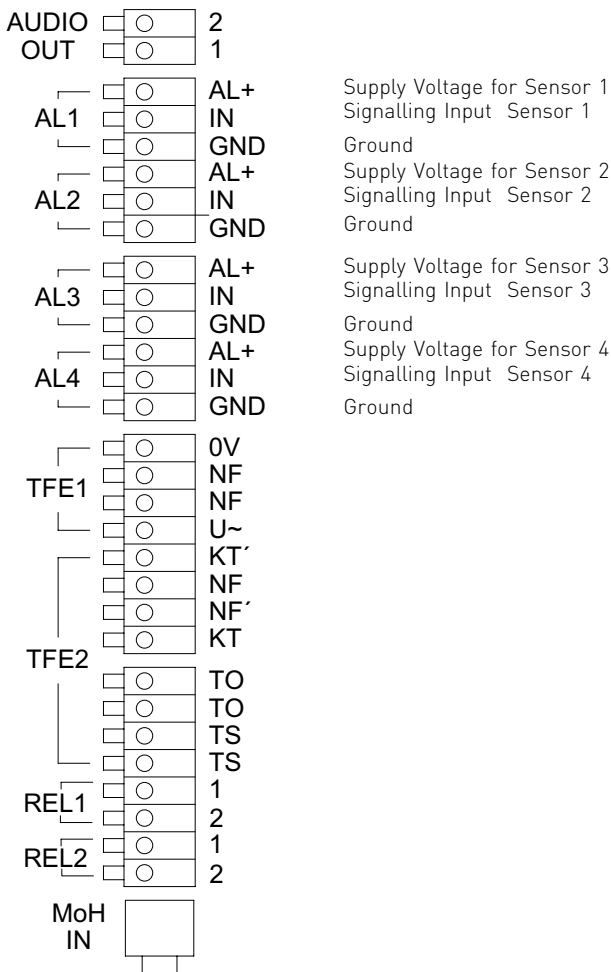 AUDIO 2
OUT 1
AL+ Supply Voltage for Sensor 1
AL1 IN Signalling Input Sensor 1
GND Ground
AL+ Supply Voltage for Sensor 2
AL2 IN Signalling Input Sensor 2
GND Ground
AL+ Supply Voltage for Sensor 3
AL3 IN Signalling Input Sensor 3
GND Ground
AL+ Supply Voltage for Sensor 4
AL4 IN Signalling Input Sensor 4
GND Ground
0V
TFE1 NF
NF
U~
KT´
NF
NF´
KT
TFE2
TO
TO
TS
TS
REL1 1
2
REL2 1
2
MoH
IN